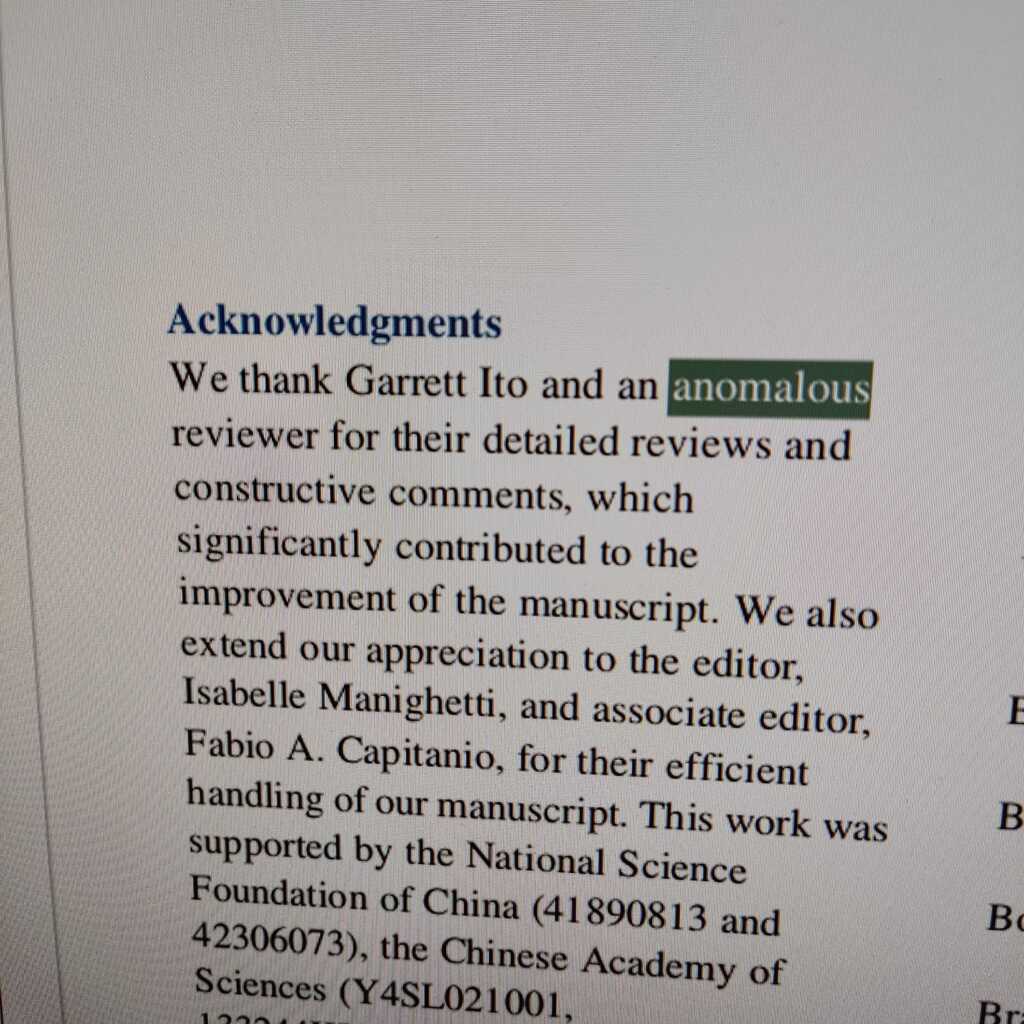 Acknowledgments
We thank Garrett Ito and an anomalous
reviewer for their detailed reviews and
constructive comments, which
significantly contributed to the
improvement of the manuscript. We also
extend our appreciation to the editor,
Isabelle Manighetti, and associate editor,
Fabio A. Capitanio, for their efficient
handling of our manuscript. This work was
supported by the National Science
Foundation of China (41890813 and
42306073), the Chinese Academy of
Sciences (Y4SL021001,